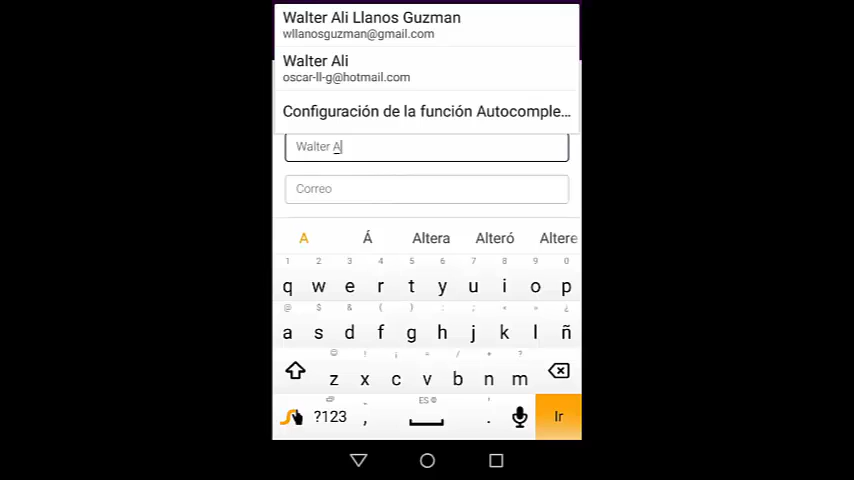 Walter Ali Llanos Guzman
wllanosguzman@gmail.com
Walter Ali
oscar-ll-g@hotmail.com
Configuración de la función Autocomple...
Walter A
Correo
A Á Altera Alteró Altere
1 2 3 4 5 6 7 8 9 0
q w e r t y u i o p
@ $ & ( ) : ; " ¿
a s d f g h j k l ñ
! ¡ - / + ?
z x c v b n m
ES
?123 , . Ir